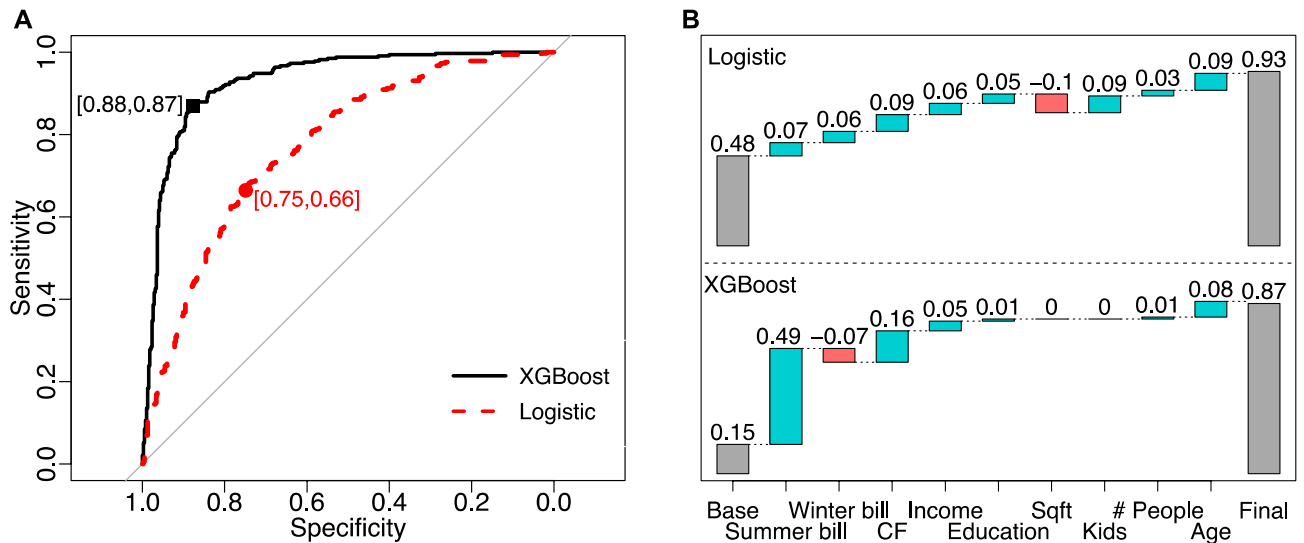 A
Sensitivity
1.0
0.8
0.6
0.4
0.2
0.0
[0.88,0.87]
[0.75,0.66]
XGBoost
Logistic
1.0 0.8 0.6 0.4 0.2 0.0
Specificity
B
Logistic
0.48 0.07 0.06 0.09 0.06 0.05 −0.1 0.09 0.03 0.09 0.93
XGBoost
0.15 0.49 −0.07 0.16 0.05 0.01 0 0 0.01 0.08 0.87
Base Winter bill Income Sqft # People Final
Summer bill CF Education Kids Age